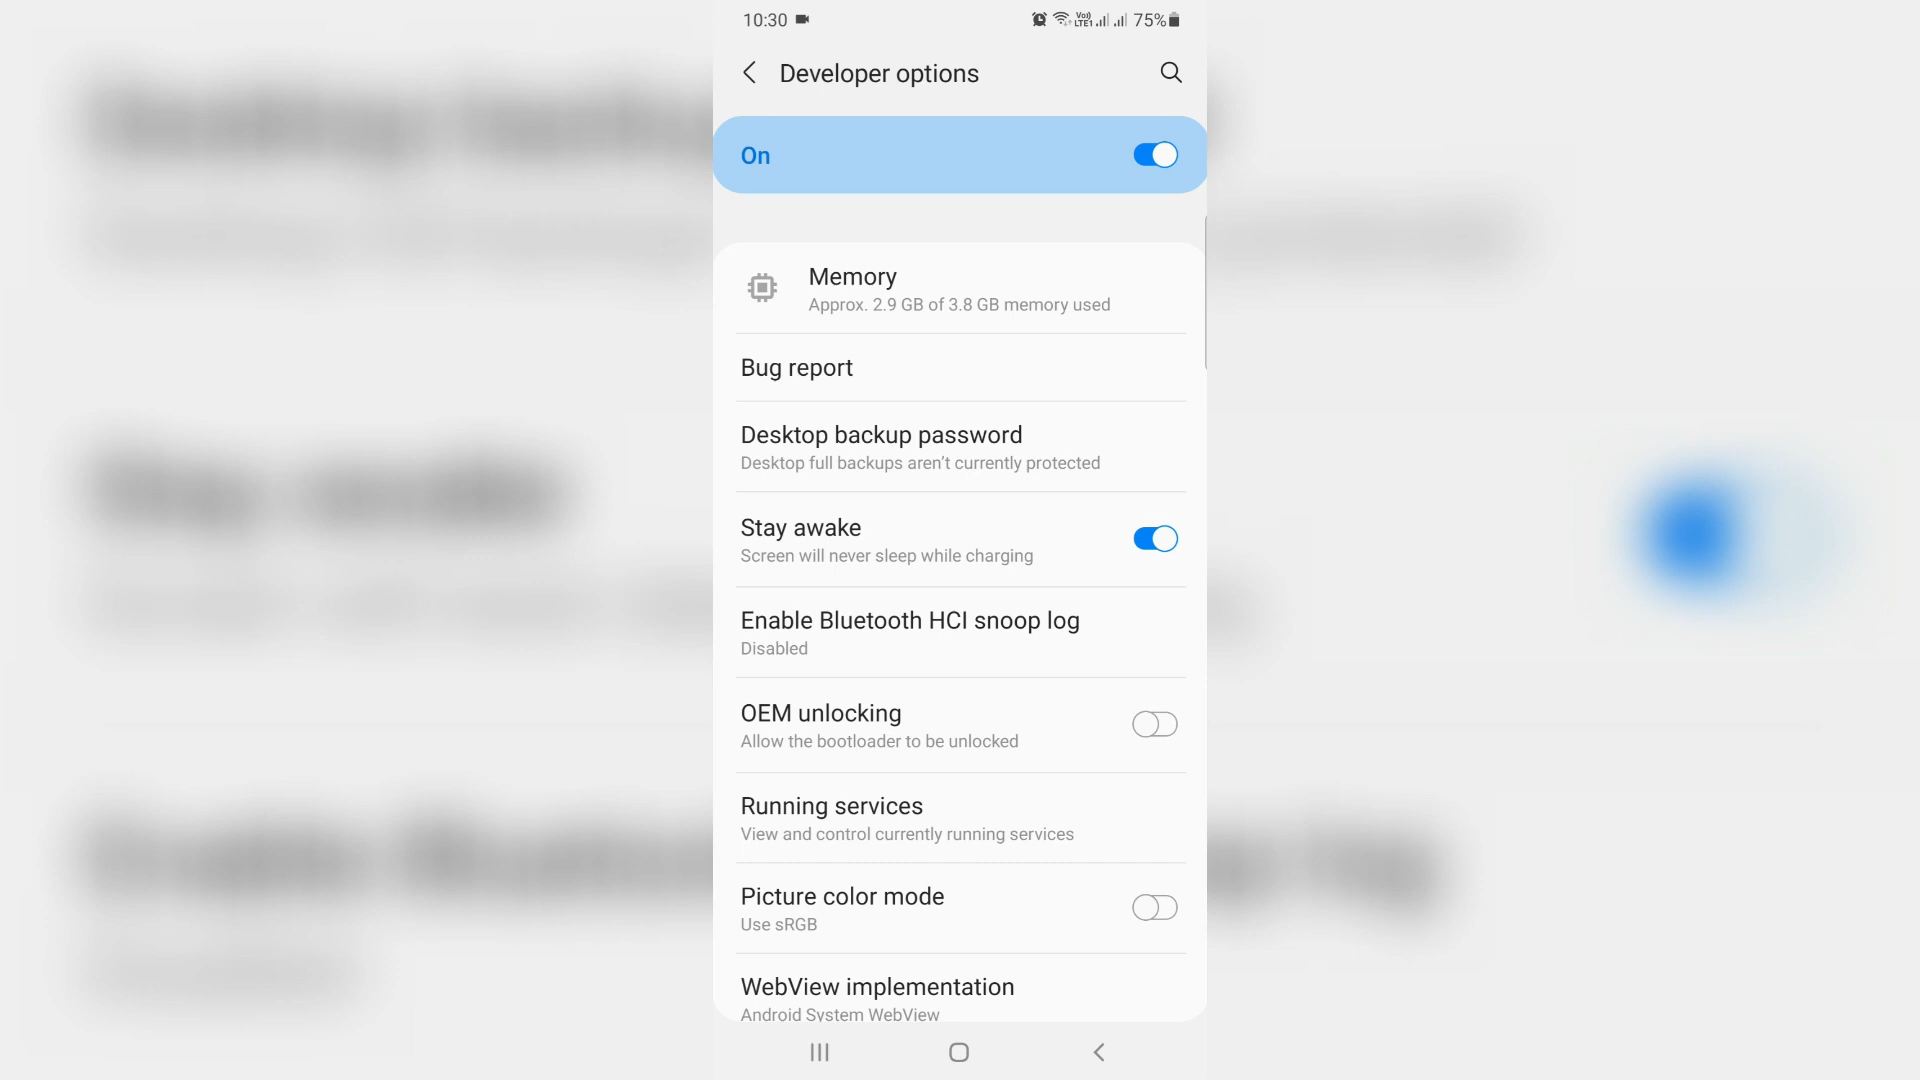 10:30 Vo)) LTE1 75%
Developer options
On
Memory
Approx. 2.9 GB of 3.8 GB memory used
Bug report
Desktop backup password
Desktop full backups aren’t currently protected
Stay awake
Screen will never sleep while charging
Enable Bluetooth HCI snoop log
Disabled
OEM unlocking
Allow the bootloader to be unlocked
Running services
View and control currently running services
Picture color mode
Use sRGB
WebView implementation
Android System WebView